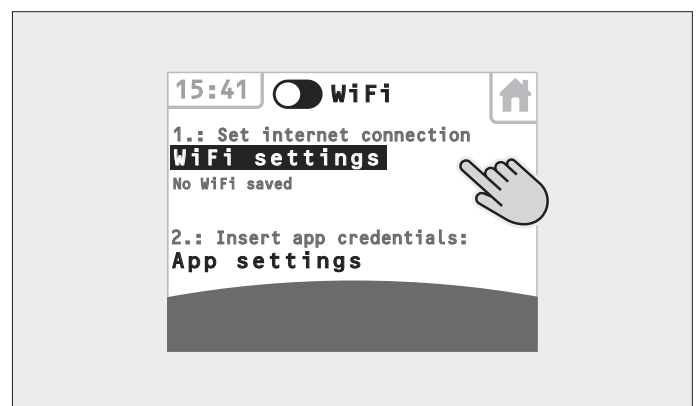 15:41 WiFi
1.: Set internet connection
WiFi settings
No WiFi saved
2.: Insert app credentials:
App settings